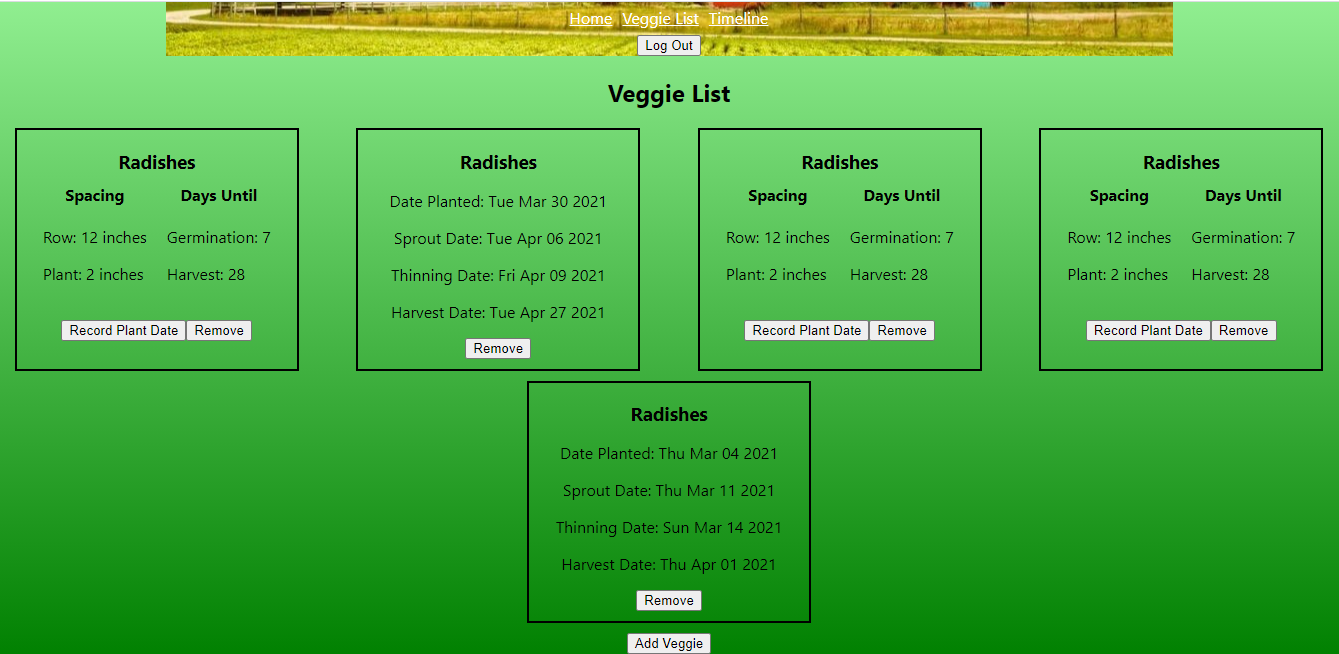 Home Veggie List Timeline
Log Out
Veggie List
Radishes
Spacing Days Until
Row: 12 inches Germination: 7
Plant: 2 inches Harvest: 28
Record Plant Date Remove
Radishes
Date Planted: Tue Mar 30 2021
Sprout Date: Tue Apr 06 2021
Thinning Date: Fri Apr 09 2021
Harvest Date: Tue Apr 27 2021
Remove
Radishes
Spacing Days Until
Row: 12 inches Germination: 7
Plant: 2 inches Harvest: 28
Record Plant Date Remove
Radishes
Spacing Days Until
Row: 12 inches Germination: 7
Plant: 2 inches Harvest: 28
Record Plant Date Remove
Radishes
Date Planted: Thu Mar 04 2021
Sprout Date: Thu Mar 11 2021
Thinning Date: Sun Mar 14 2021
Harvest Date: Thu Apr 01 2021
Remove
Add Veggie